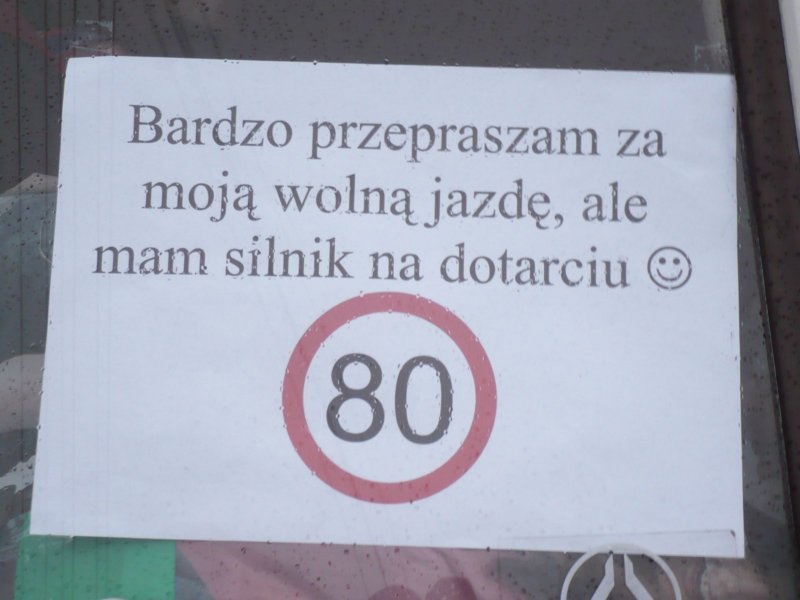 Bardzo przepraszam za
moją wolną jazdę, ale
mam silnik na dotarciu ☺
80